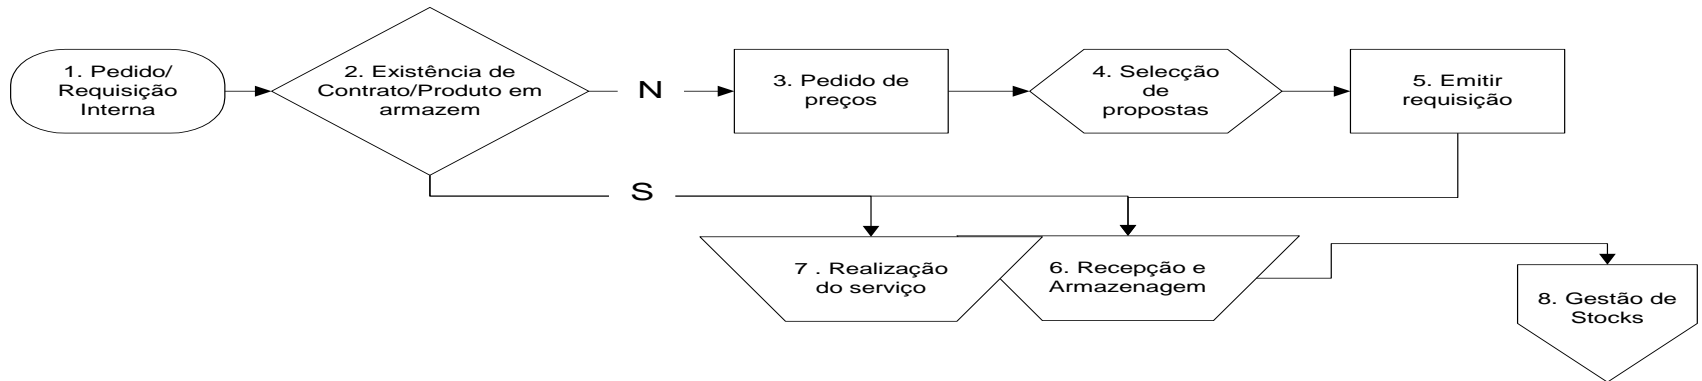 1. Pedido/
Requisição
Interna
2. Existência de
Contrato/Produto em
armazem
N
3. Pedido de
preços
4. Selecção
de
propostas
5. Emitir
requisição
S
7 . Realização
do serviço
6. Recepção e
Armazenagem
8. Gestão de
Stocks